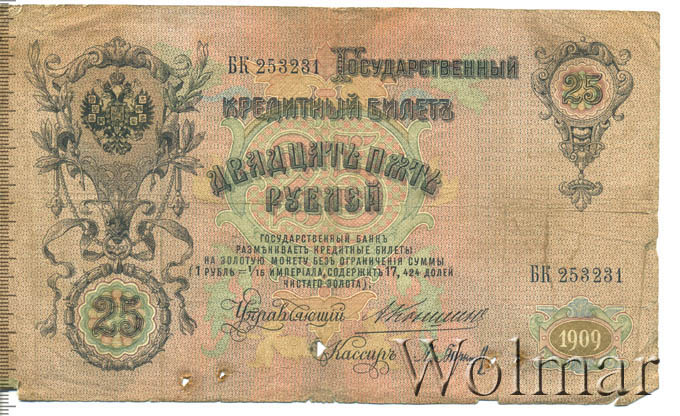 БК 253231 Государственный
25
Кредитный Билетъ
Двадцать пять
рублей
ГОСУДАРСТВЕННЫЙ БАНКЪ
РАЗМѢНИВАЕТЪ КРЕДИТНЫЕ БИЛЕТЫ
НА ЗОЛОТУЮ МОНЕТУ БЕЗЪ ОГРАНИЧЕНІЯ СУММЫ
(1 РУБЛЬ = 1/15 ИМПЕРІАЛА, СОДЕРЖИТЪ 17,424 ДОЛЕЙ
ЧИСТАГО ЗОЛОТА).
БК 253231
25
Управляющій
Кассиръ
1909
Wolmar